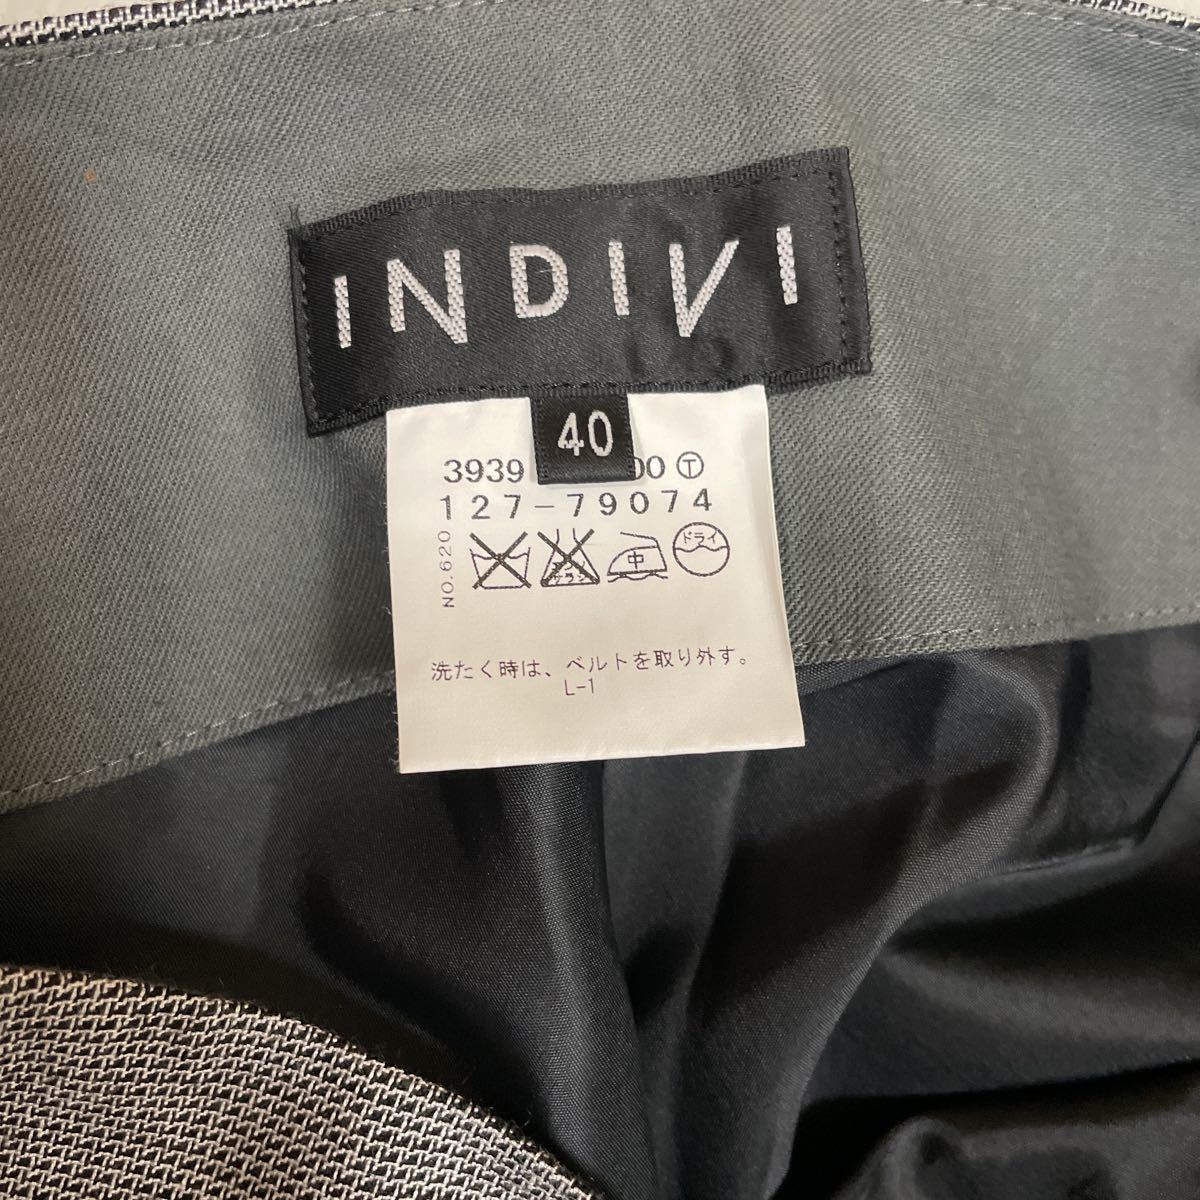 INDIVI
40
3939 00 Ⓣ
127-79074
NO.620
中 ドライ
洗たく時は、ベルトを取り外す。
L-1